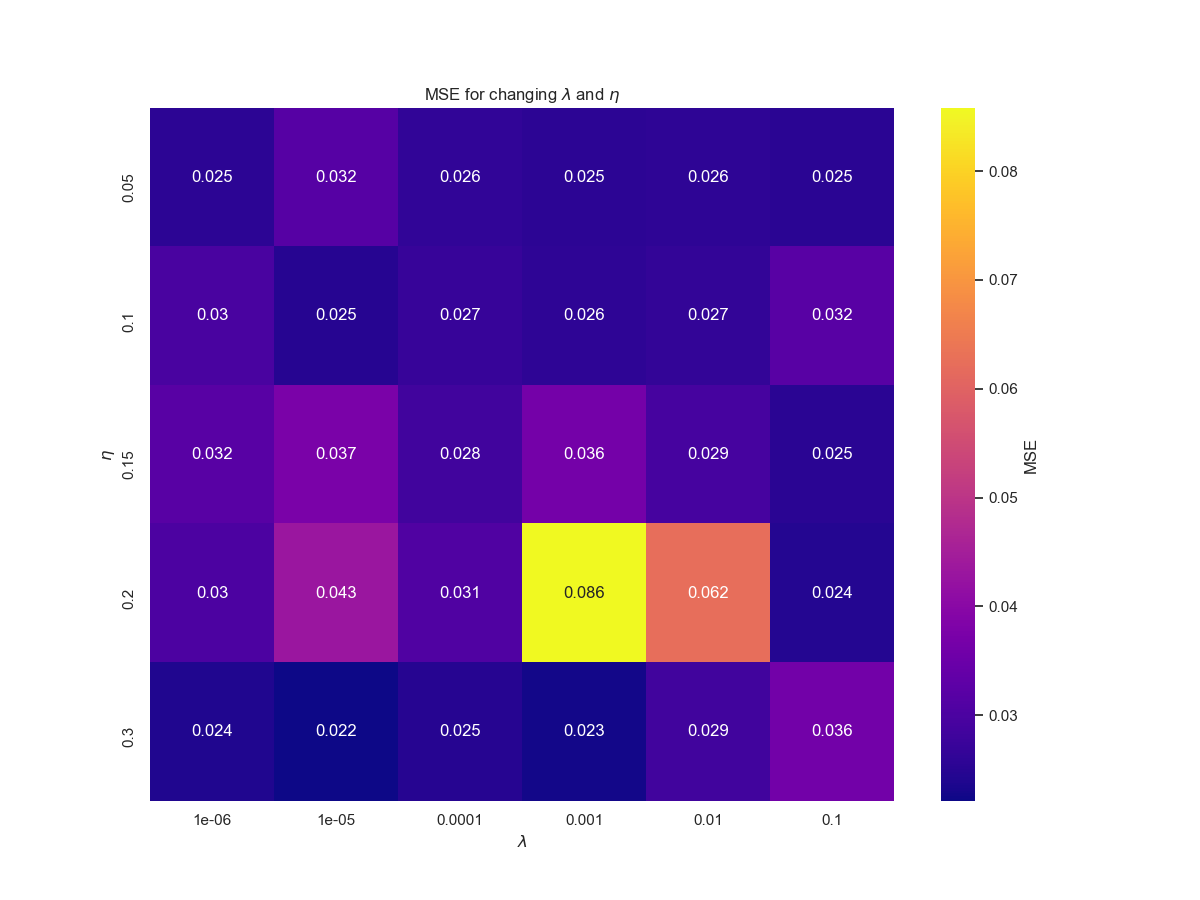 MSE for changing λ and η
0.05 0.025 0.032 0.026 0.025 0.026 0.025
0.1 0.03 0.025 0.027 0.026 0.027 0.032
0.15 0.032 0.037 0.028 0.036 0.029 0.025
0.2 0.03 0.043 0.031 0.086 0.062 0.024
0.3 0.024 0.022 0.025 0.023 0.029 0.036
1e-06 1e-05 0.0001 0.001 0.01 0.1
λ
η
0.08
0.07
0.06
0.05
0.04
0.03
MSE